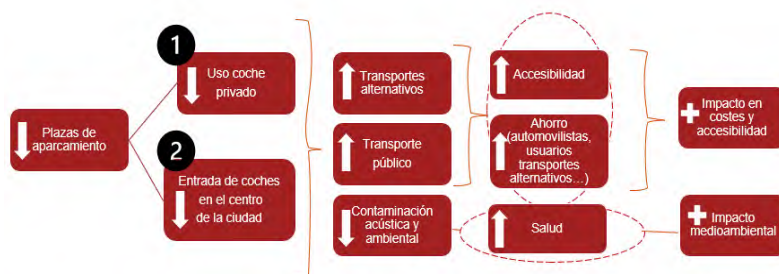 1
Uso coche
privado
Plazas de
aparcamiento
2
Entrada de coches
en el centro
de la ciudad
Transportes
alternativos
Transporte
público
Contaminación
acústica y
ambiental
Accesibilidad
Ahorro
(automovilistas,
usuarios
transportes
alternativos…)
Salud
Impacto en
costes y
accesibilidad
Impacto
medioambiental